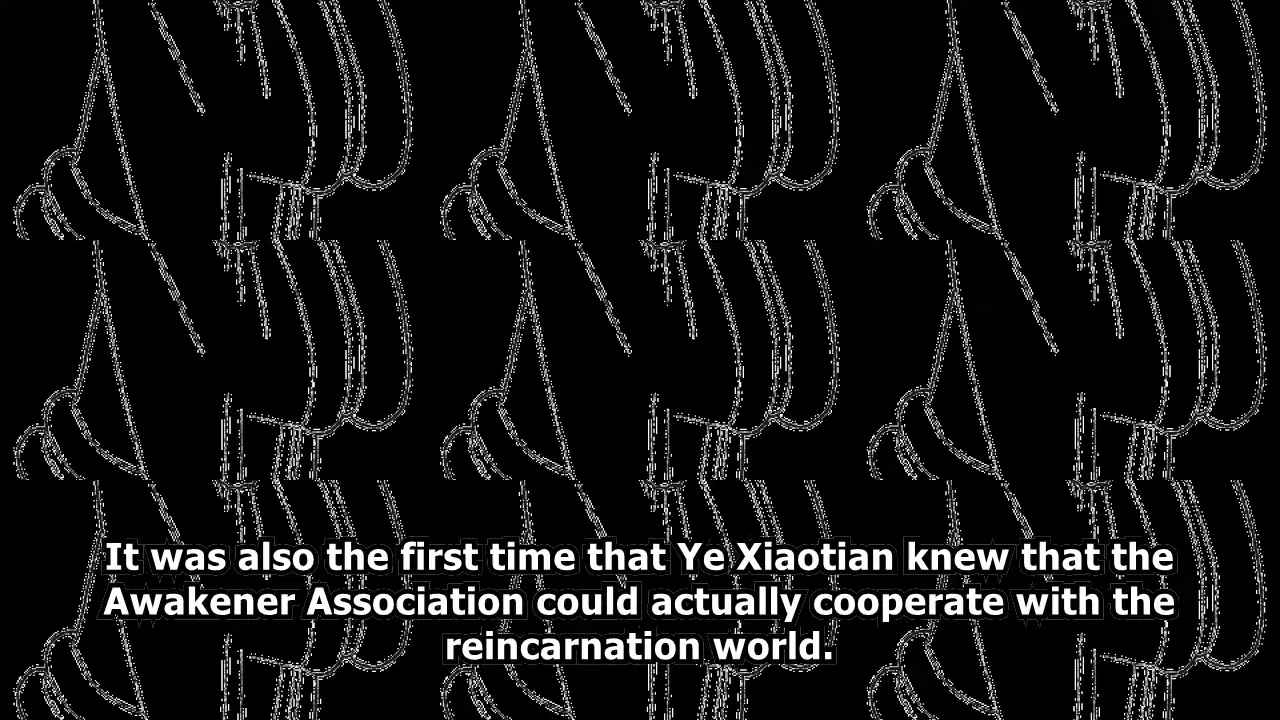 It was also the first time that Ye Xiaotian knew that the
Awakener Association could actually cooperate with the
reincarnation world.